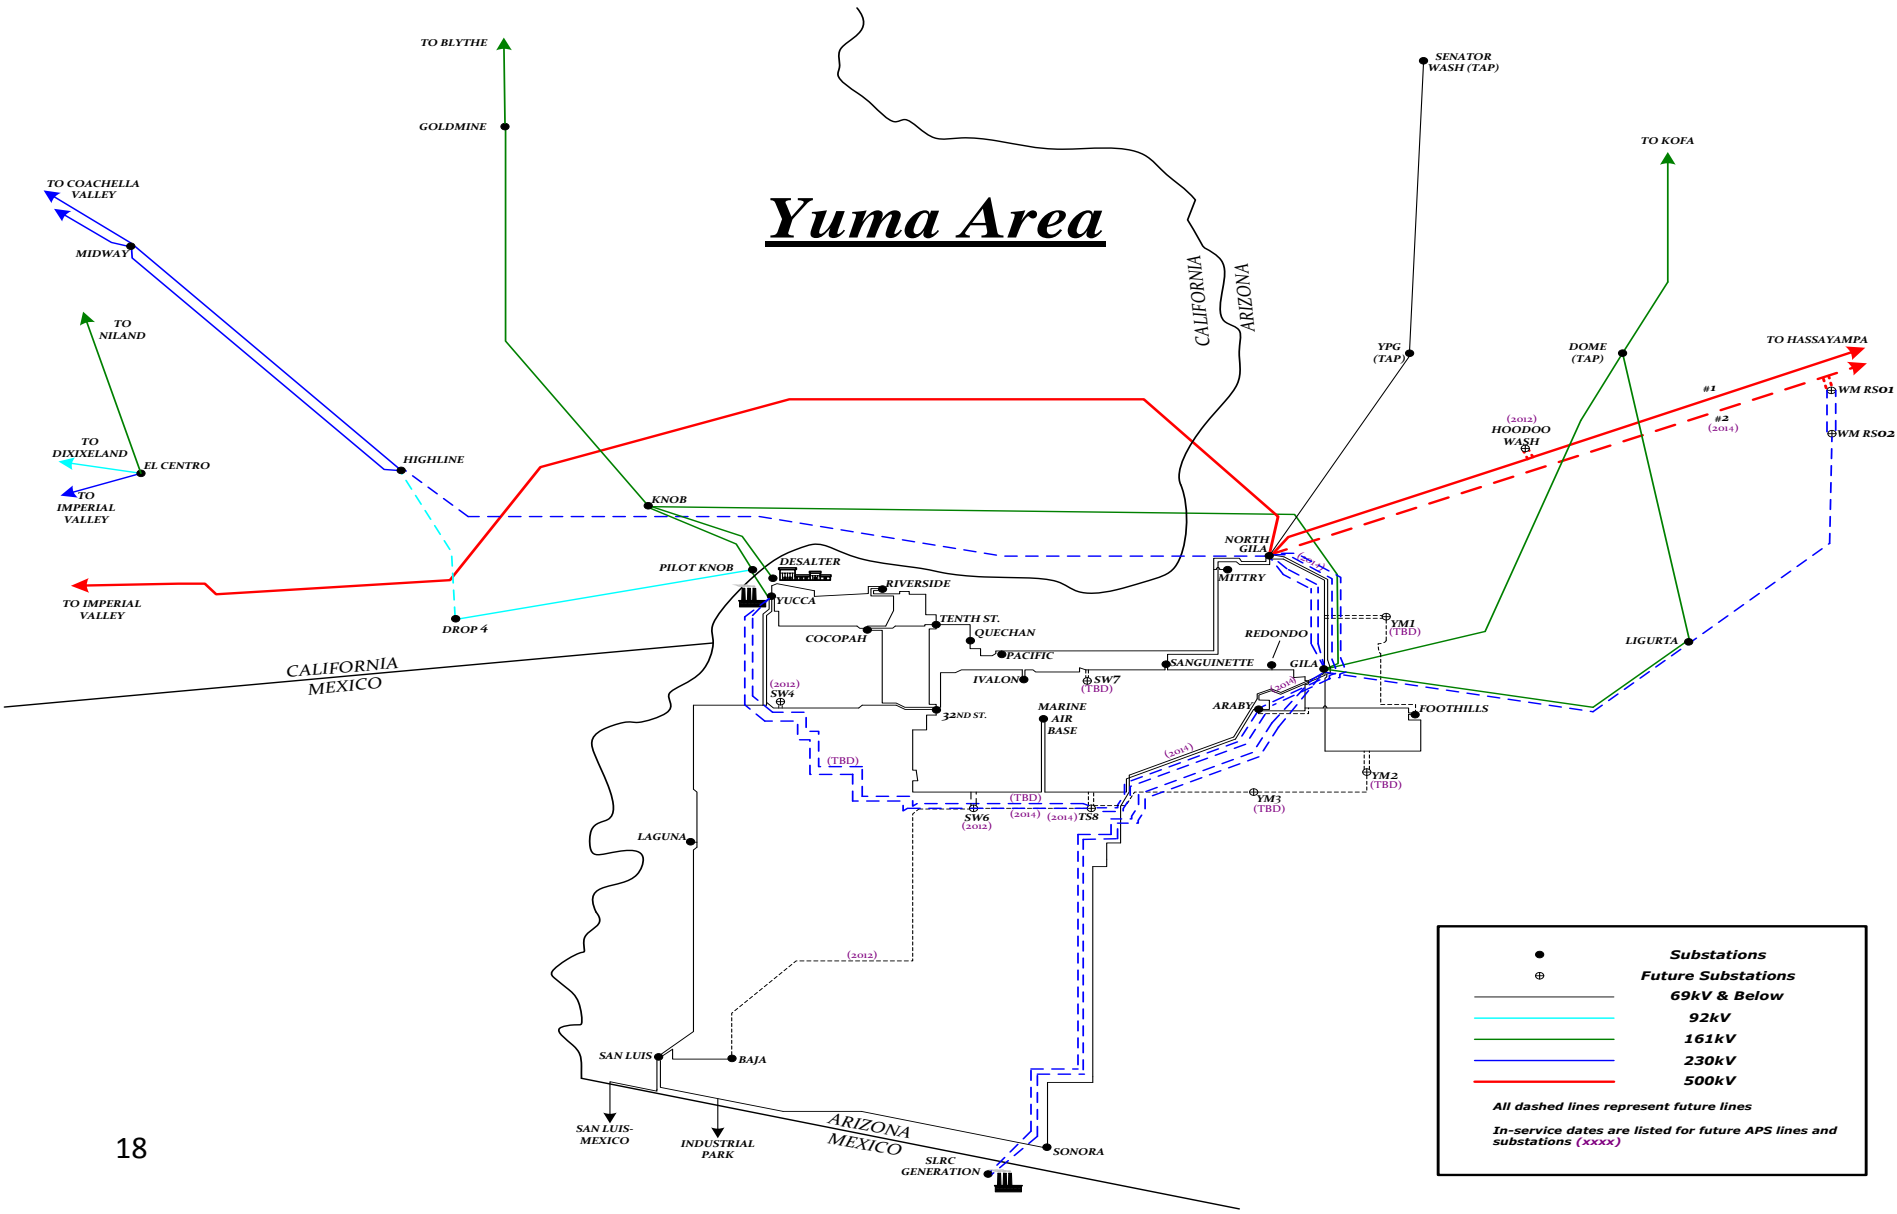 TO BLYTHE
SENATOR
WASH (TAP)
GOLDMINE
TO KOFA
TO COACHELLA
VALLEY
Yuma Area
MIDWAY
CALIFORNIA
ARIZONA
TO
NILAND
YPG
(TAP)
DOME
(TAP)
TO HASSAYAMPA
#1
WM RS01
#2
(2014)
(2012)
HOODOO
WASH
WM RS02
TO
DIXIXELAND
EL CENTRO
HIGHLINE
TO
IMPERIAL
VALLEY
KNOB
NORTH
GILA
(2014)
PILOT KNOB
DESALTER
MITTRY
RIVERSIDE
TO IMPERIAL
VALLEY
YUCCA
DROP 4
TENTH ST.
COCOPAH
QUECHAN
YM1
(TBD)
REDONDO
LIGURTA
PACIFIC
SANGUINETTE
GILA
CALIFORNIA
MEXICO
IVALON
SW7
(TBD)
(2012)
SW4
(2014)
ARABY
FOOTHILLS
32ND ST.
MARINE
AIR
BASE
(2014)
(TBD)
YM2
(TBD)
(TBD)
YM3
(TBD)
SW6
(2012)
(2014)
(2014)
TS8
LAGUNA
(2012)
SAN LUIS
BAJA
SAN LUIS-
MEXICO
INDUSTRIAL
PARK
ARIZONA
MEXICO
SONORA
SLRC
GENERATION
Substations
Future Substations
69kV & Below
92kV
161kV
230kV
500kV
All dashed lines represent future lines
In-service dates are listed for future APS lines and
substations (xxxx)
18